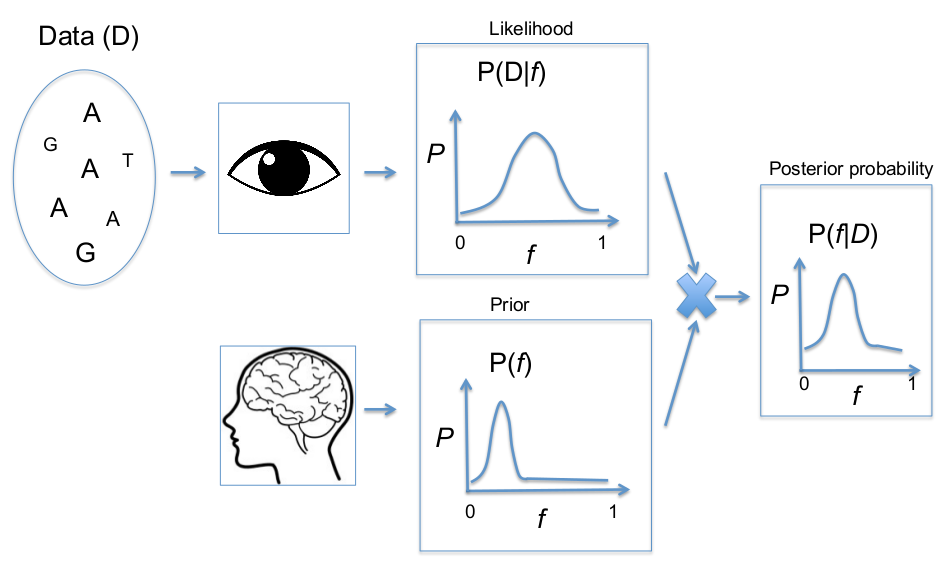 Data (D)
A
G
A
T
A
A
G
Likelihood
P(D|f)
P
0
f
1
Prior
P(f)
P
0
f
1
Posterior probability
P(f|D)
P
0
f
1